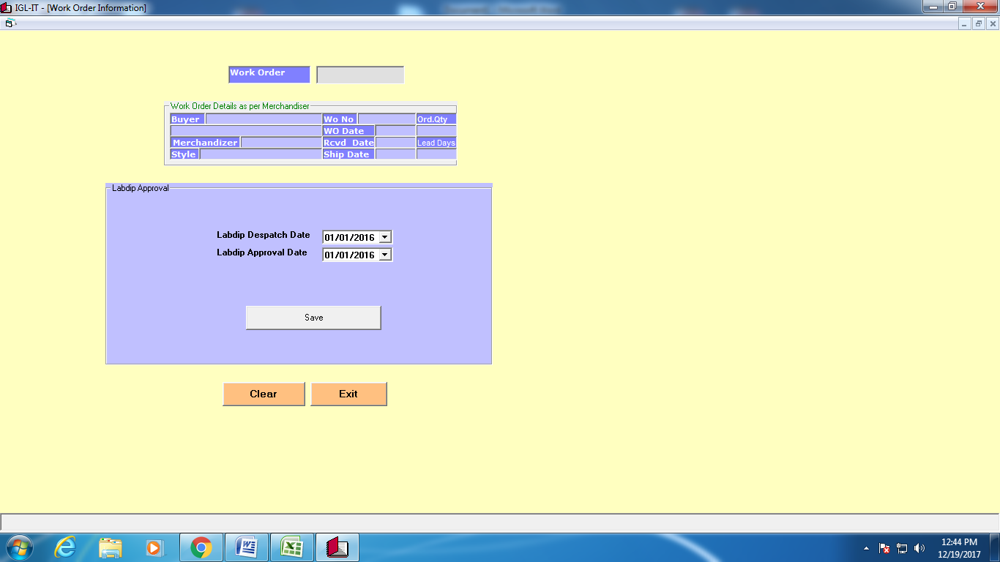 IGL-IT - [Work Order Information]
Work Order
Work Order Details as per Merchandiser
Buyer Wo No Ord.Qty
WO Date
Merchandizer Rcvd Date Lead Days
Style Ship Date
Labdip Approval
Labdip Despatch Date 01/01/2016
Labdip Approval Date 01/01/2016
Save
Clear Exit
12:44 PM
12/19/2017